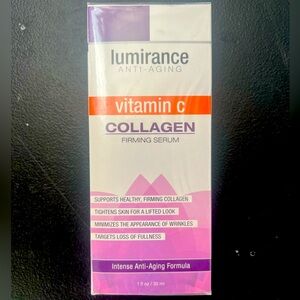 lumirance
ANTI-AGING
vitamin c
COLLAGEN
FIRMING SERUM
SUPPORTS HEALTHY, FIRMING COLLAGEN
TIGHTENS SKIN FOR A LIFTED LOOK
MINIMIZES THE APPEARANCE OF WRINKLES
TARGETS LOSS OF FULLNESS
Intense Anti-Aging Formula
1 fl oz / 30 ml